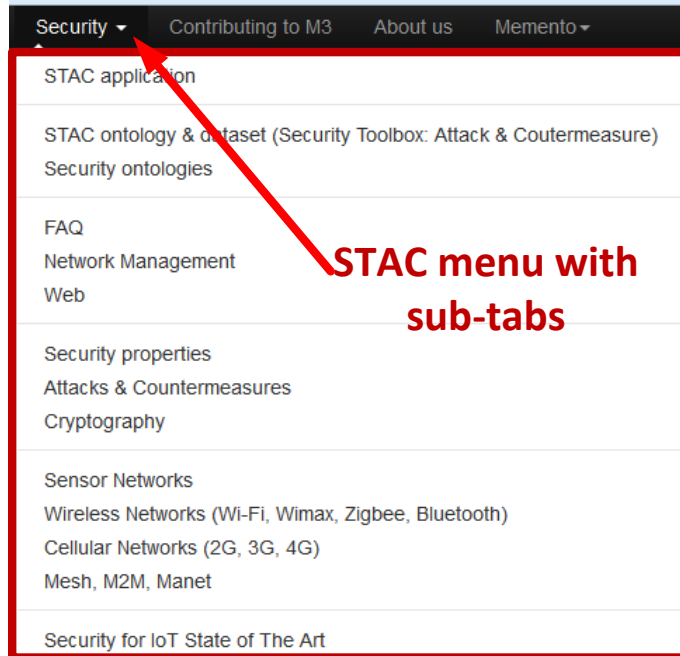 Security Contributing to M3 About us Memento
STAC application
STAC ontology & dataset (Security Toolbox: Attack & Coutermeasure)
Security ontologies
FAQ
Network Management
Web
STAC menu with
sub-tabs
Security properties
Attacks & Countermeasures
Cryptography
Sensor Networks
Wireless Networks (Wi-Fi, Wimax, Zigbee, Bluetooth)
Cellular Networks (2G, 3G, 4G)
Mesh, M2M, Manet
Security for IoT State of The Art